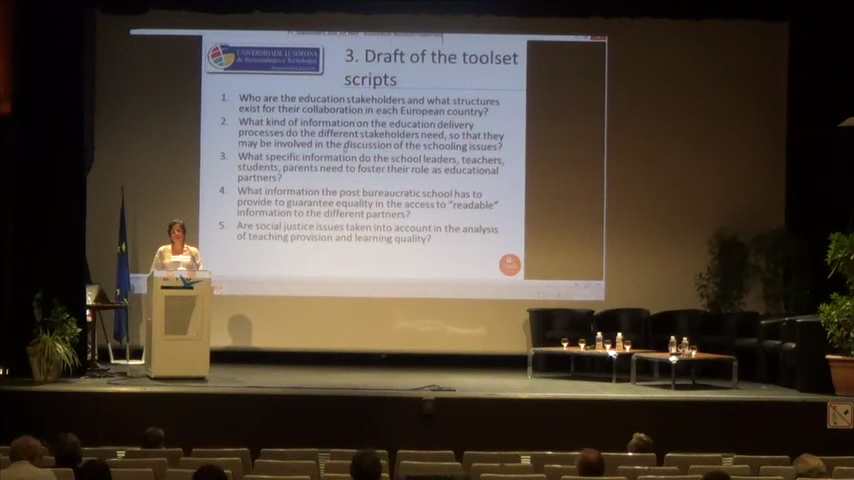 UNIVERSIDADE LUSÓFONA
de Humanidades e Tecnologias
3. Draft of the toolset
scripts
1. Who are the education stakeholders and what structures
exist for their collaboration in each European country?
2. What kind of information on the education delivery
processes do the different stakeholders need, so that they
may be involved in the discussion of the schooling issues?
3. What specific information do the school leaders, teachers,
students, parents need to foster their role as educational
partners?
4. What information the post bureaucratic school has to
provide to guarantee equality in the access to “readable”
information to the different partners?
5. Are social justice issues taken into account in the analysis
of teaching provision and learning quality?